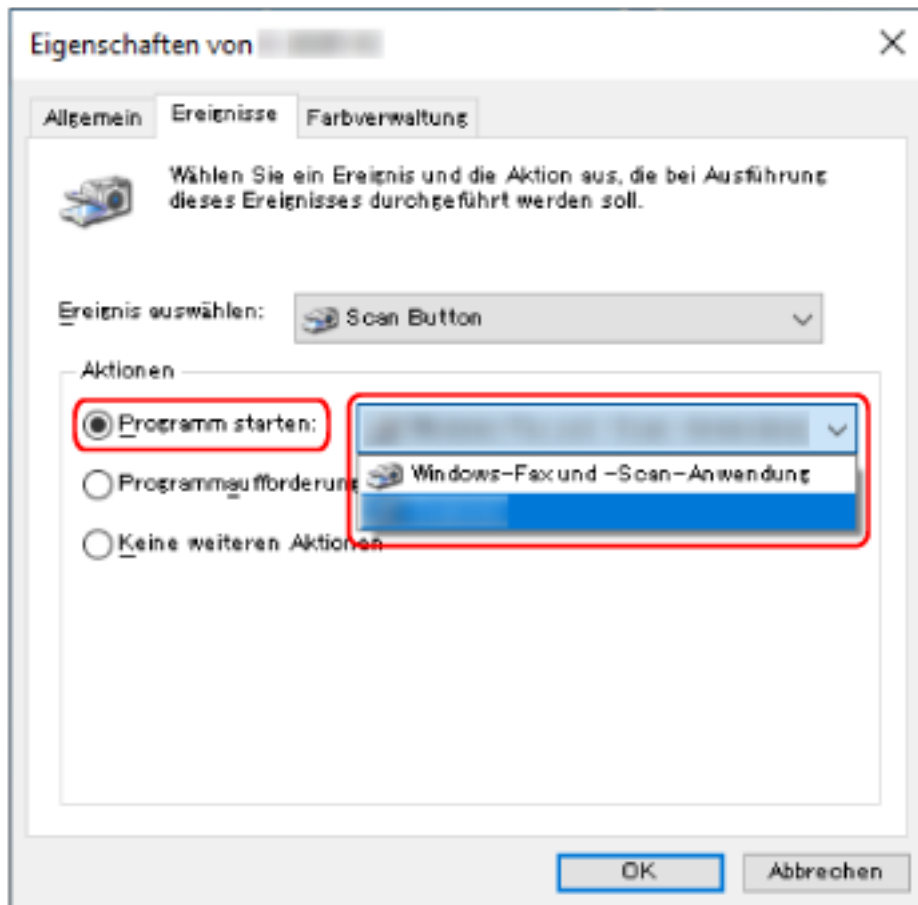 Eigenschaften von
Allgemein Ereignisse Farbverwaltung
Wählen Sie ein Ereignis und die Aktion aus, die bei Ausführung
dieses Ereignisses durchgeführt werden soll.
Ereignis auswählen: Scan Button
Aktionen
Programm starten:
Windows-Fax und -Scan-Anwendung
Programmaufforderung
Keine weiteren Aktionen
OK Abbrechen